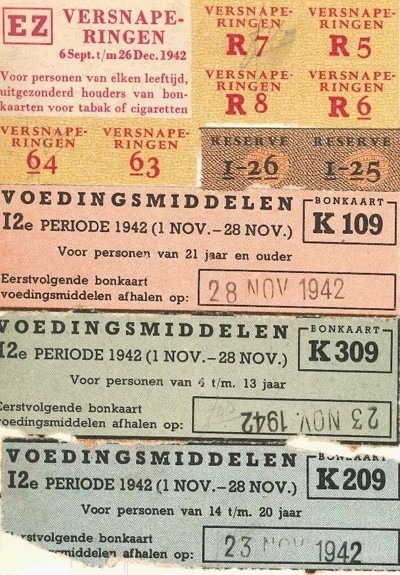 EZ
VERSNAPE-
RINGEN
6 Sept. t/m 26 Dec. 1942
Voor personen van elken leeftijd,
uitgezonderd houders van bon-
kaarten voor tabak of cigaretten
VERSNAPE-
RINGEN
R 7
VERSNAPE-
RINGEN
R 5
VERSNAPE-
RINGEN
R 8
VERSNAPE-
RINGEN
R 6
VERSNAPE-
RINGEN
64
VERSNAPE-
RINGEN
63
RESERVE
I-26
RESERVE
I-25
VOEDINGSMIDDELEN
12e PERIODE 1942 (1 NOV.–28 NOV.)
BONKAART
K 109
Voor personen van 21 jaar en ouder
Eerstvolgende bonkaart
voedingsmiddelen afhalen op:
28 NOV 1942
VOEDINGSMIDDELEN
12e PERIODE 1942 (1 NOV.–28 NOV.)
BONKAART
K 309
Voor personen van 4 t/m. 13 jaar
Eerstvolgende bonkaart
voedingsmiddelen afhalen op:
23 NOV. 1942
VOEDINGSMIDDELEN
12e PERIODE 1942 (1 NOV.–28 NOV.)
BONKAART
K 209
Voor personen van 14 t/m. 20 jaar
rstvolgende bonkaart
smiddelen afhalen op:
23 NOV 1942